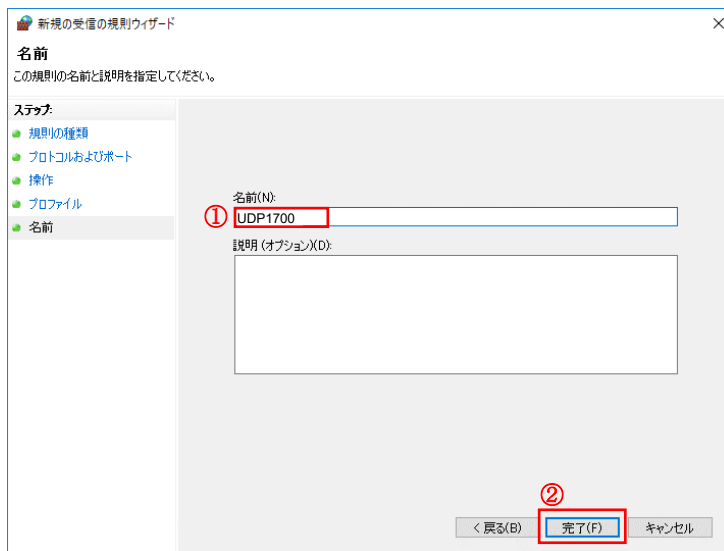 新規の受信の規則ウィザード
名前
この規則の名前と説明を指定してください。
ステップ:
規則の種類
プロトコルおよびポート
操作
プロファイル
名前
名前(N):
① UDP1700
説明 (オプション)(D):
②
< 戻る(B) 完了(F) キャンセル